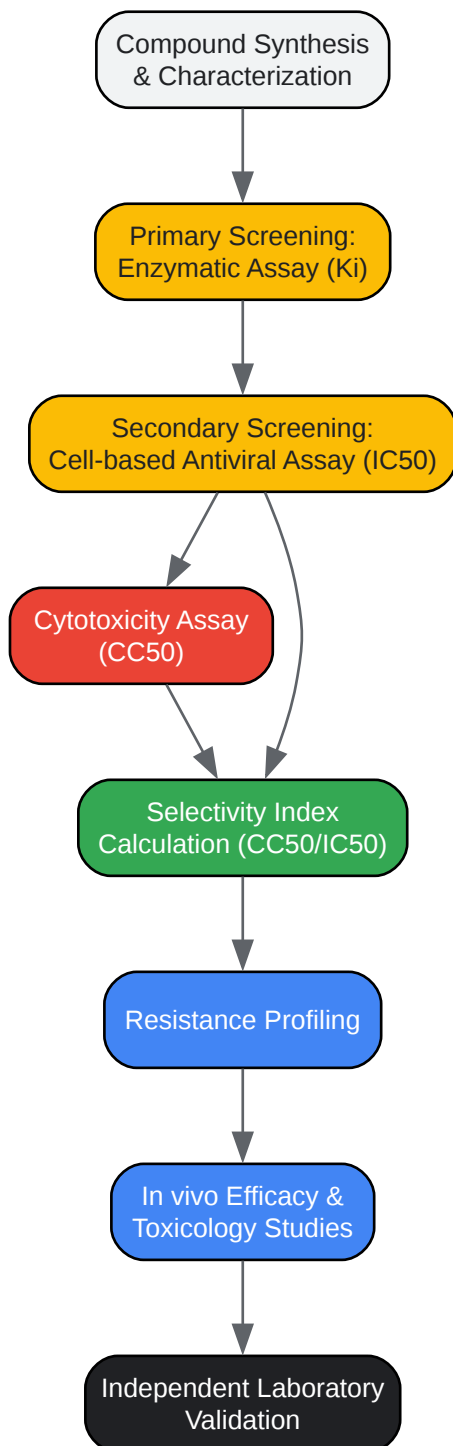 Compound Synthesis
& Characterization
Primary Screening:
Enzymatic Assay (Ki)
Secondary Screening:
Cell-based Antiviral Assay (IC50)
Cytotoxicity Assay
(CC50)
Selectivity Index
Calculation (CC50/IC50)
Resistance Profiling
In vivo Efficacy &
Toxicology Studies
Independent Laboratory
Validation